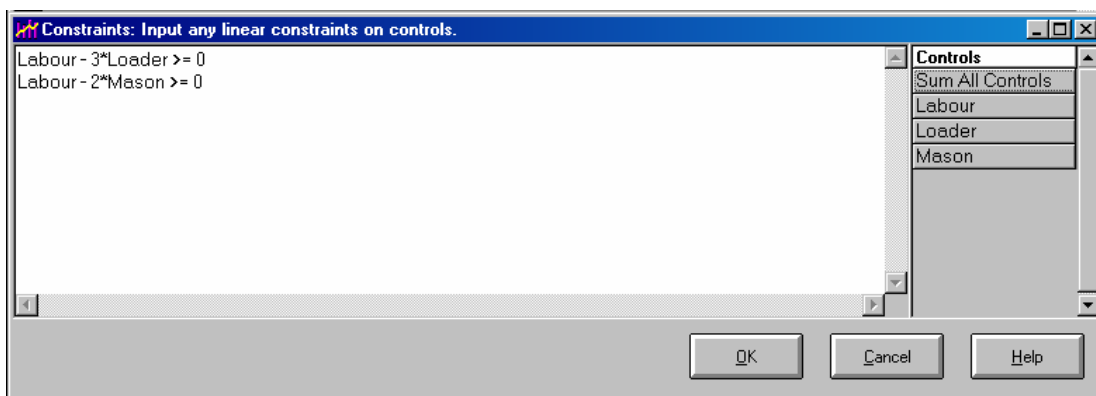 Constraints: Input any linear constraints on controls.
Labour - 3*Loader >= 0
Labour - 2*Mason >= 0
Controls
Sum All Controls
Labour
Loader
Mason
OK
Cancel
Help